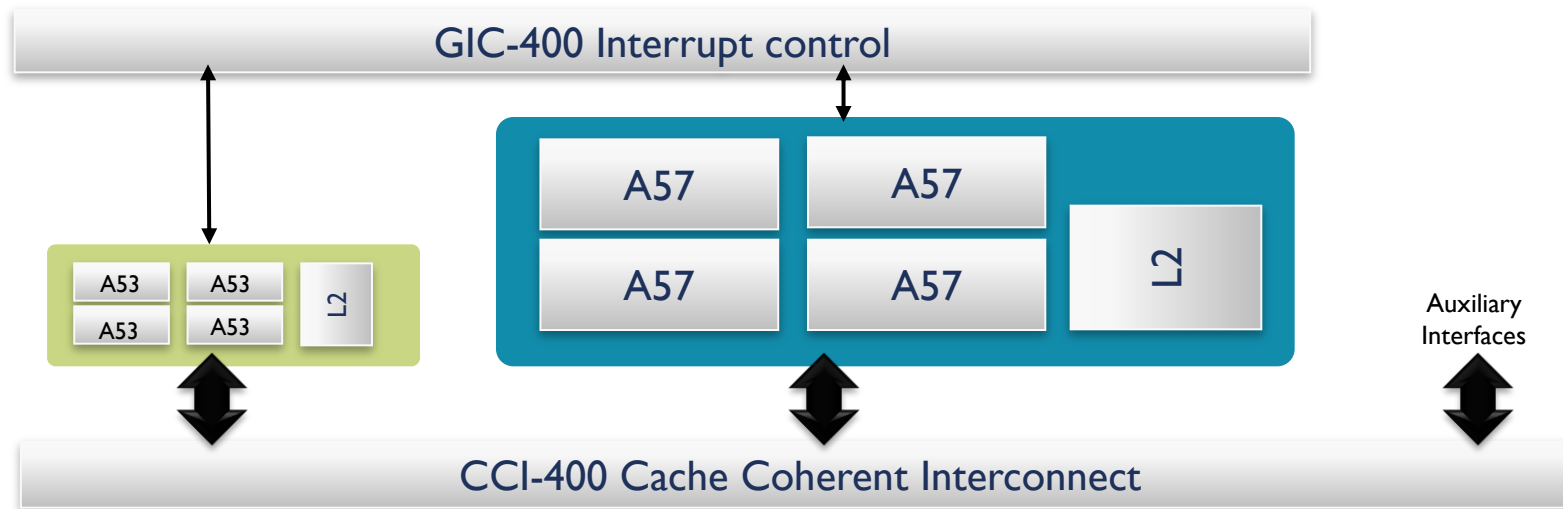 GIC-400 Interrupt control
A57
A57
A57
A57
L2
A53
A53
A53
A53
L2
Auxiliary
Interfaces
CCI-400 Cache Coherent Interconnect